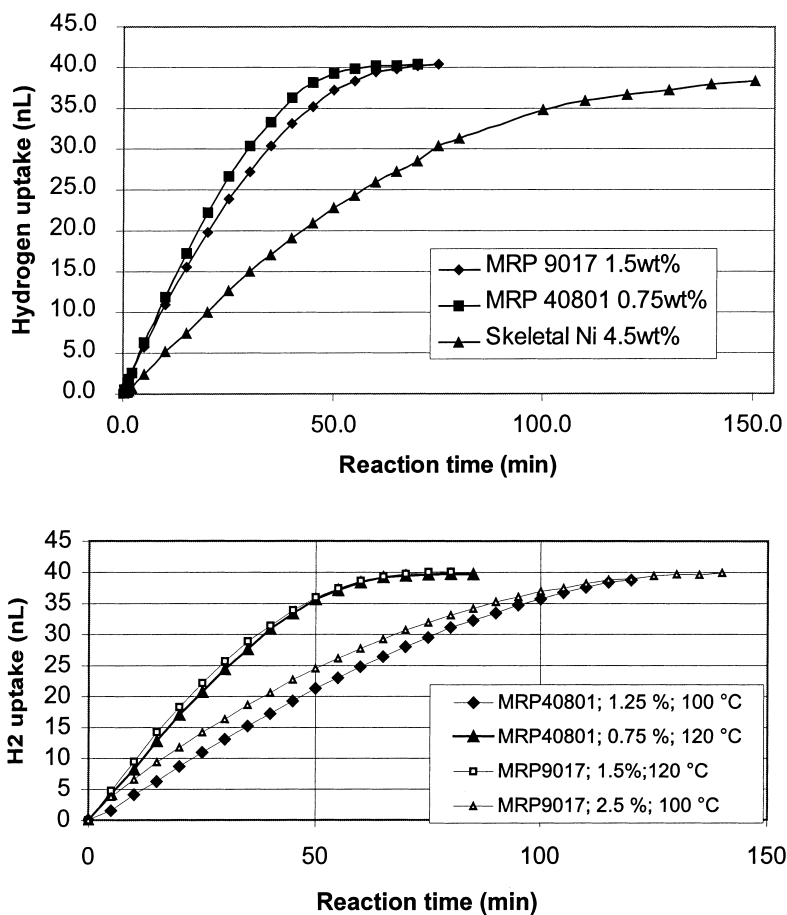 45.0
40.0
35.0
30.0
25.0
20.0
15.0
10.0
5.0
0.0
Hydrogen uptake (nL)
MRP 9017 1.5wt%
MRP 40801 0.75wt%
Skeletal Ni 4.5wt%
0.0 50.0 100.0 150.0
Reaction time (min)
45
40
35
30
25
20
15
10
5
0
H2 uptake (nL)
MRP40801; 1.25 %; 100 °C
MRP40801; 0.75 %; 120 °C
MRP9017; 1.5%;120 °C
MRP9017; 2.5 %; 100 °C
0 50 100 150
Reaction time (min)